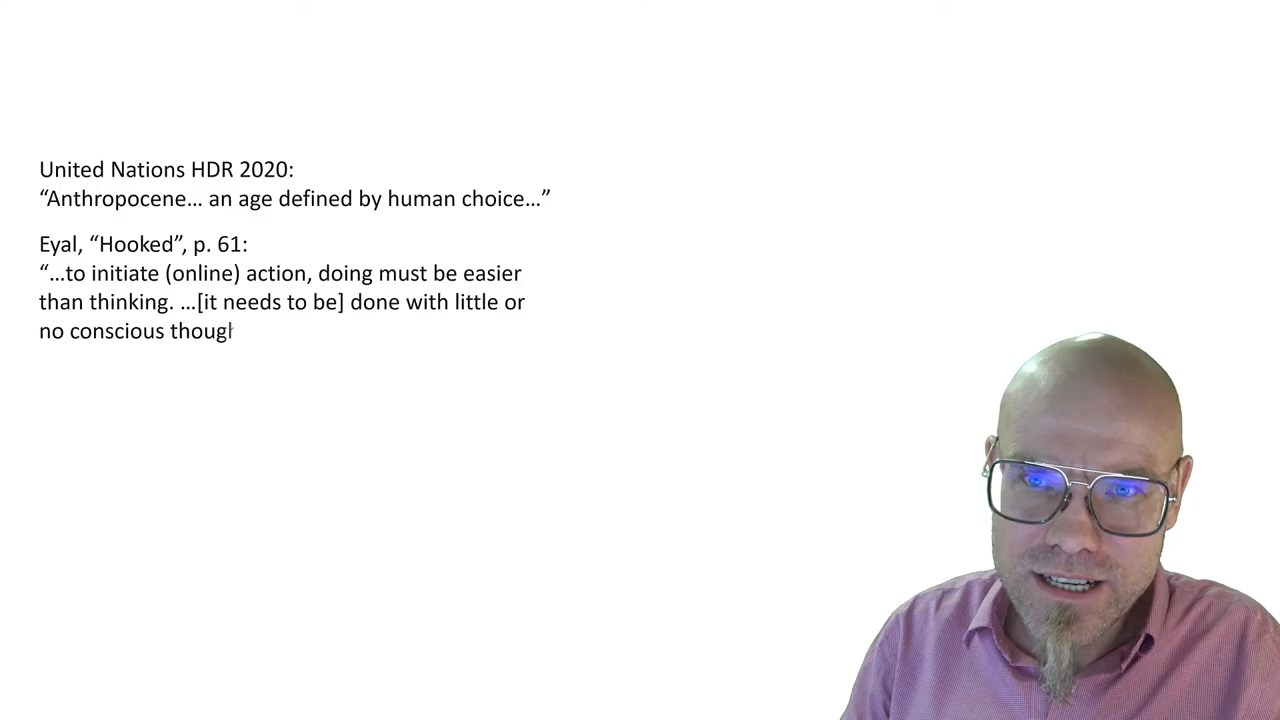 United Nations HDR 2020:
“Anthropocene… an age defined by human choice…”
Eyal, “Hooked”, p. 61:
“…to initiate (online) action, doing must be easier
than thinking. …[it needs to be] done with little or
no conscious